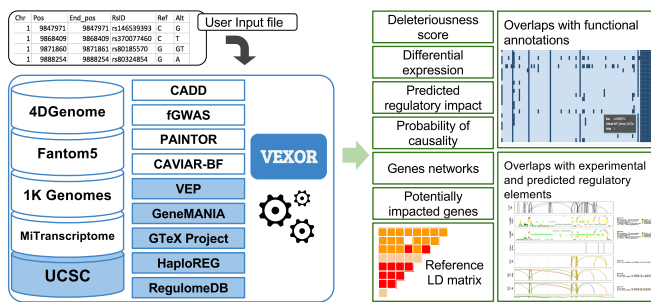 Chr Pos End_pos RsID Ref Alt
1 9847971 9847971 rs146539393 C G
1 9868409 9868409 rs370077460 C T
1 9871860 9871861 rs80185570 G GT
1 9888254 9888254 rs80324854 G A
User Input file
4DGenome
Fantom5
1K Genomes
MiTranscriptome
UCSC
CADD
fGWAS
PAINTOR
CAVIAR-BF
VEP
GeneMANIA
GTeX Project
HaploREG
RegulomeDB
VEXOR
Deleteriousness
score
Differential
expression
Predicted
regulatory impact
Probability of
causality
Genes networks
Potentially
impacted genes
Reference
LD matrix
Overlaps with functional
annotations
Overlaps with experimental
and predicted regulatory
elements